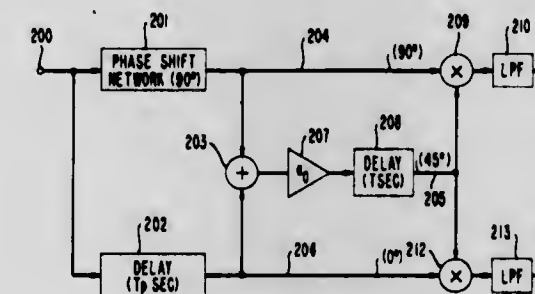 200
201
PHASE SHIFT
NETWORK (90°)
204
(90°)
209
×
210
LPF
203
+
207
208
DELAY
(TSEC)
(45°)
205
202
DELAY
(Tp SEC)
206
(0°)
212
×
213
LPF